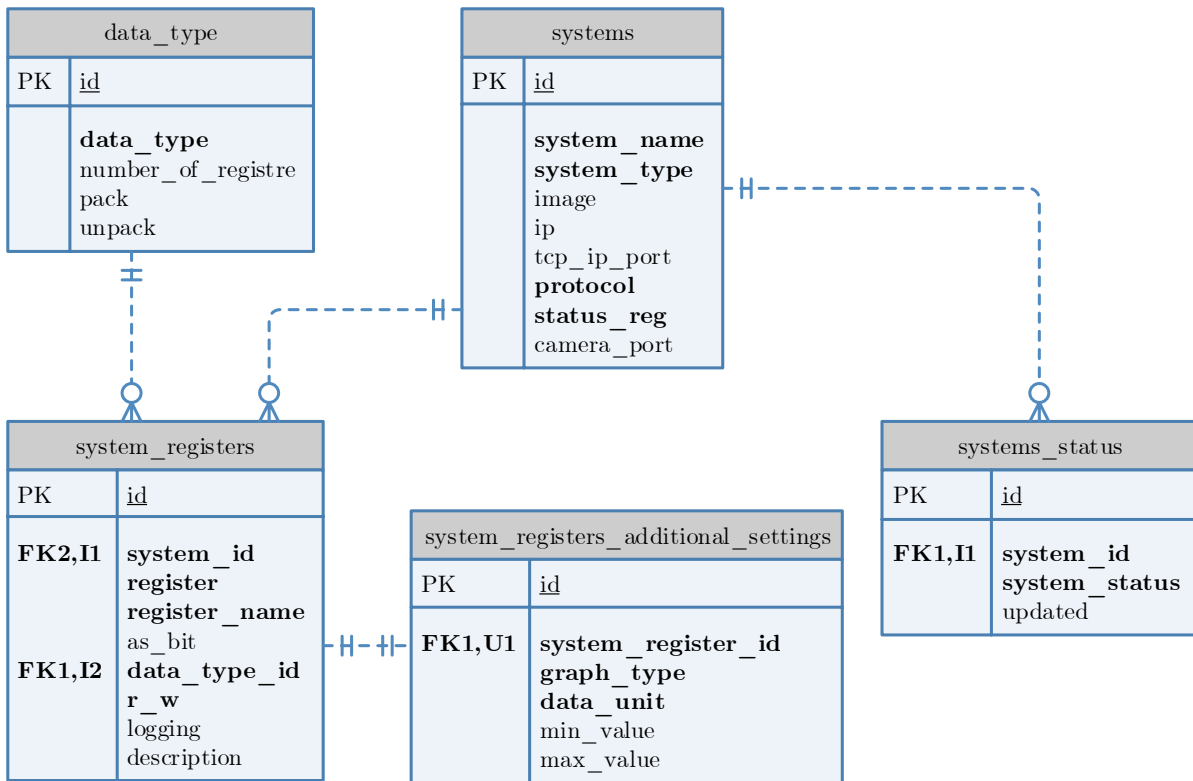 data_type
PK id
data_type
number_of_registre
pack
unpack
systems
PK id
system_name
system_type
image
ip
tcp_ip_port
protocol
status_reg
camera_port
system_registers
PK id
FK2,I1 system_id
register
register_name
as_bit
FK1,I2 data_type_id
r_w
logging
description
system_registers_additional_settings
PK id
FK1,U1 system_register_id
graph_type
data_unit
min_value
max_value
systems_status
PK id
FK1,I1 system_id
system_status
updated